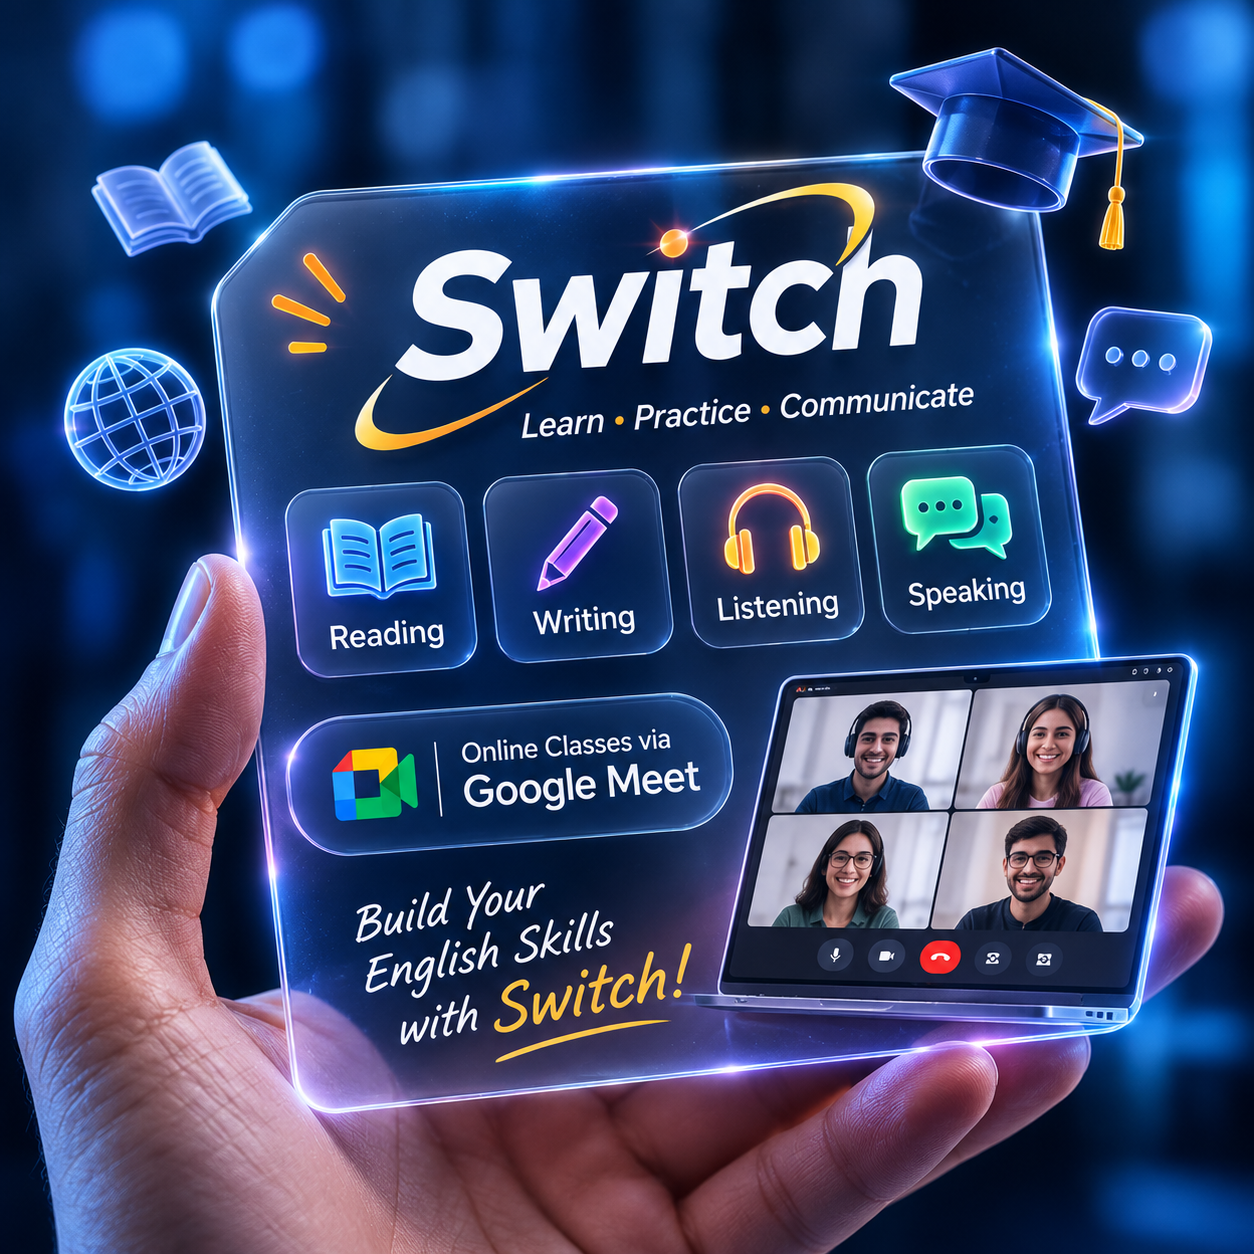 Switch
Learn • Practice • Communicate
Reading
Writing
Listening
Speaking
Online Classes via
Google Meet
Build Your
English Skills
with Switch!